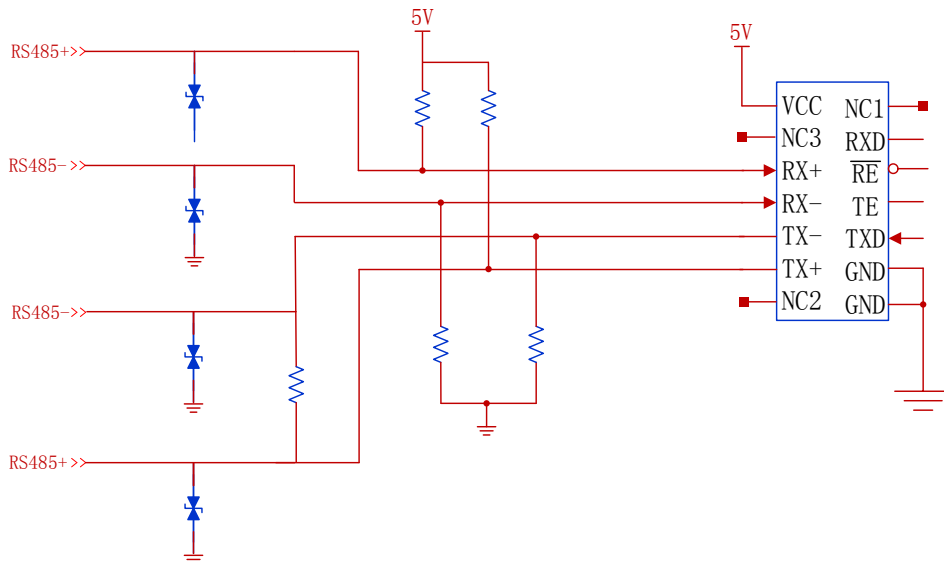 RS485+>>
5V
5V
VCC
NC1
NC3
RXD
RS485->>
RX+
RE
RX-
TE
TX-
TXD
TX+
GND
NC2
GND
RS485->>
RS485+>>